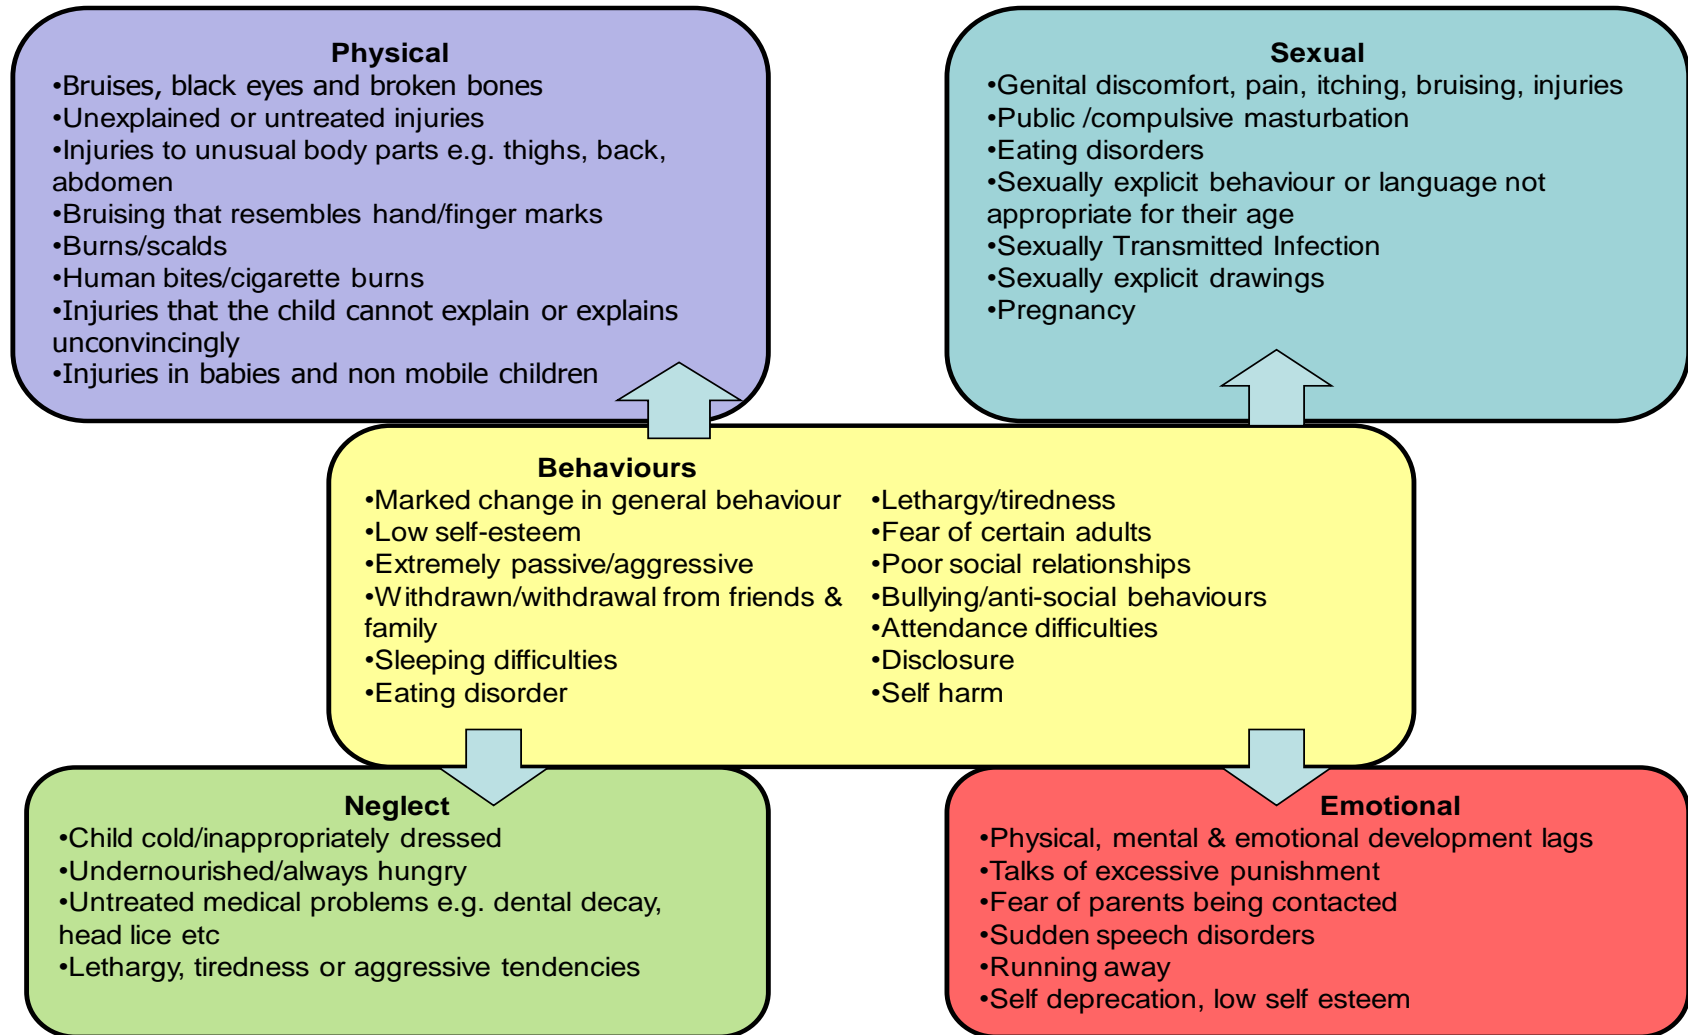 Physical
•Bruises, black eyes and broken bones
•Unexplained or untreated injuries
•Injuries to unusual body parts e.g. thighs, back,
abdomen
•Bruising that resembles hand/finger marks
•Burns/scalds
•Human bites/cigarette burns
•Injuries that the child cannot explain or explains
unconvincingly
•Injuries in babies and non mobile children
Sexual
•Genital discomfort, pain, itching, bruising, injuries
•Public /compulsive masturbation
•Eating disorders
•Sexually explicit behaviour or language not
appropriate for their age
•Sexually Transmitted Infection
•Sexually explicit drawings
•Pregnancy
Behaviours
•Marked change in general behaviour
•Low self-esteem
•Extremely passive/aggressive
•Withdrawn/withdrawal from friends &
family
•Sleeping difficulties
•Eating disorder
•Lethargy/tiredness
•Fear of certain adults
•Poor social relationships
•Bullying/anti-social behaviours
•Attendance difficulties
•Disclosure
•Self harm
Neglect
•Child cold/inappropriately dressed
•Undernourished/always hungry
•Untreated medical problems e.g. dental decay,
head lice etc
•Lethargy, tiredness or aggressive tendencies
Emotional
•Physical, mental & emotional development lags
•Talks of excessive punishment
•Fear of parents being contacted
•Sudden speech disorders
•Running away
•Self deprecation, low self esteem